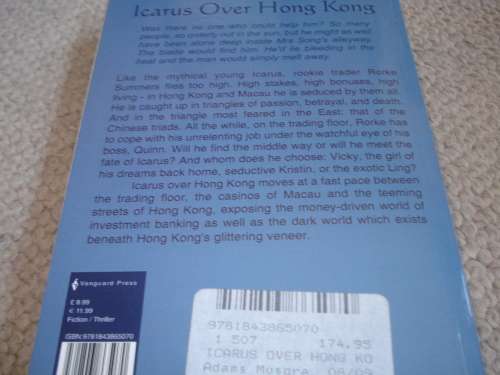 Icarus Over Hong Kong
Was there no one who could help him? So many
people, so orderly out in the sun, but he might as well
have been alone deep inside Mrs Song's alleyway.
The blade would find him. He'd lie bleeding in the
heat and the man would simply melt away.
Like the mythical young Icarus, rookie trader Rorke
Summers flies too high. High stakes, high bonuses, high
living - in Hong Kong and Macau he is seduced by them all.
He is caught up in triangles of passion, betrayal, and death.
And in the triangle most feared in the East: that of the
Chinese triads. All the while, on the trading floor, Rorke has
to cope with his unrelenting job under the watchful eye of his
boss, Quinn. Will he find the middle way or will he meet the
fate of Icarus? And whom does he choose: Vicky, the girl of
his dreams back home, seductive Kristin, or the exotic Ling?
Icarus over Hong Kong moves at a fast pace between
the trading floor, the casinos of Macau and the teeming
streets of Hong Kong, exposing the money-driven world of
investment banking as well as the dark world which exists
beneath Hong Kong's glittering veneer.
Vanguard Press
£ 8.99
€ 11.99
Fiction / Thriller
ISBN:9781843865070
9781843865070
1 507 174.95
ICARUS OVER HONG KO
Adams Musgra 08/09